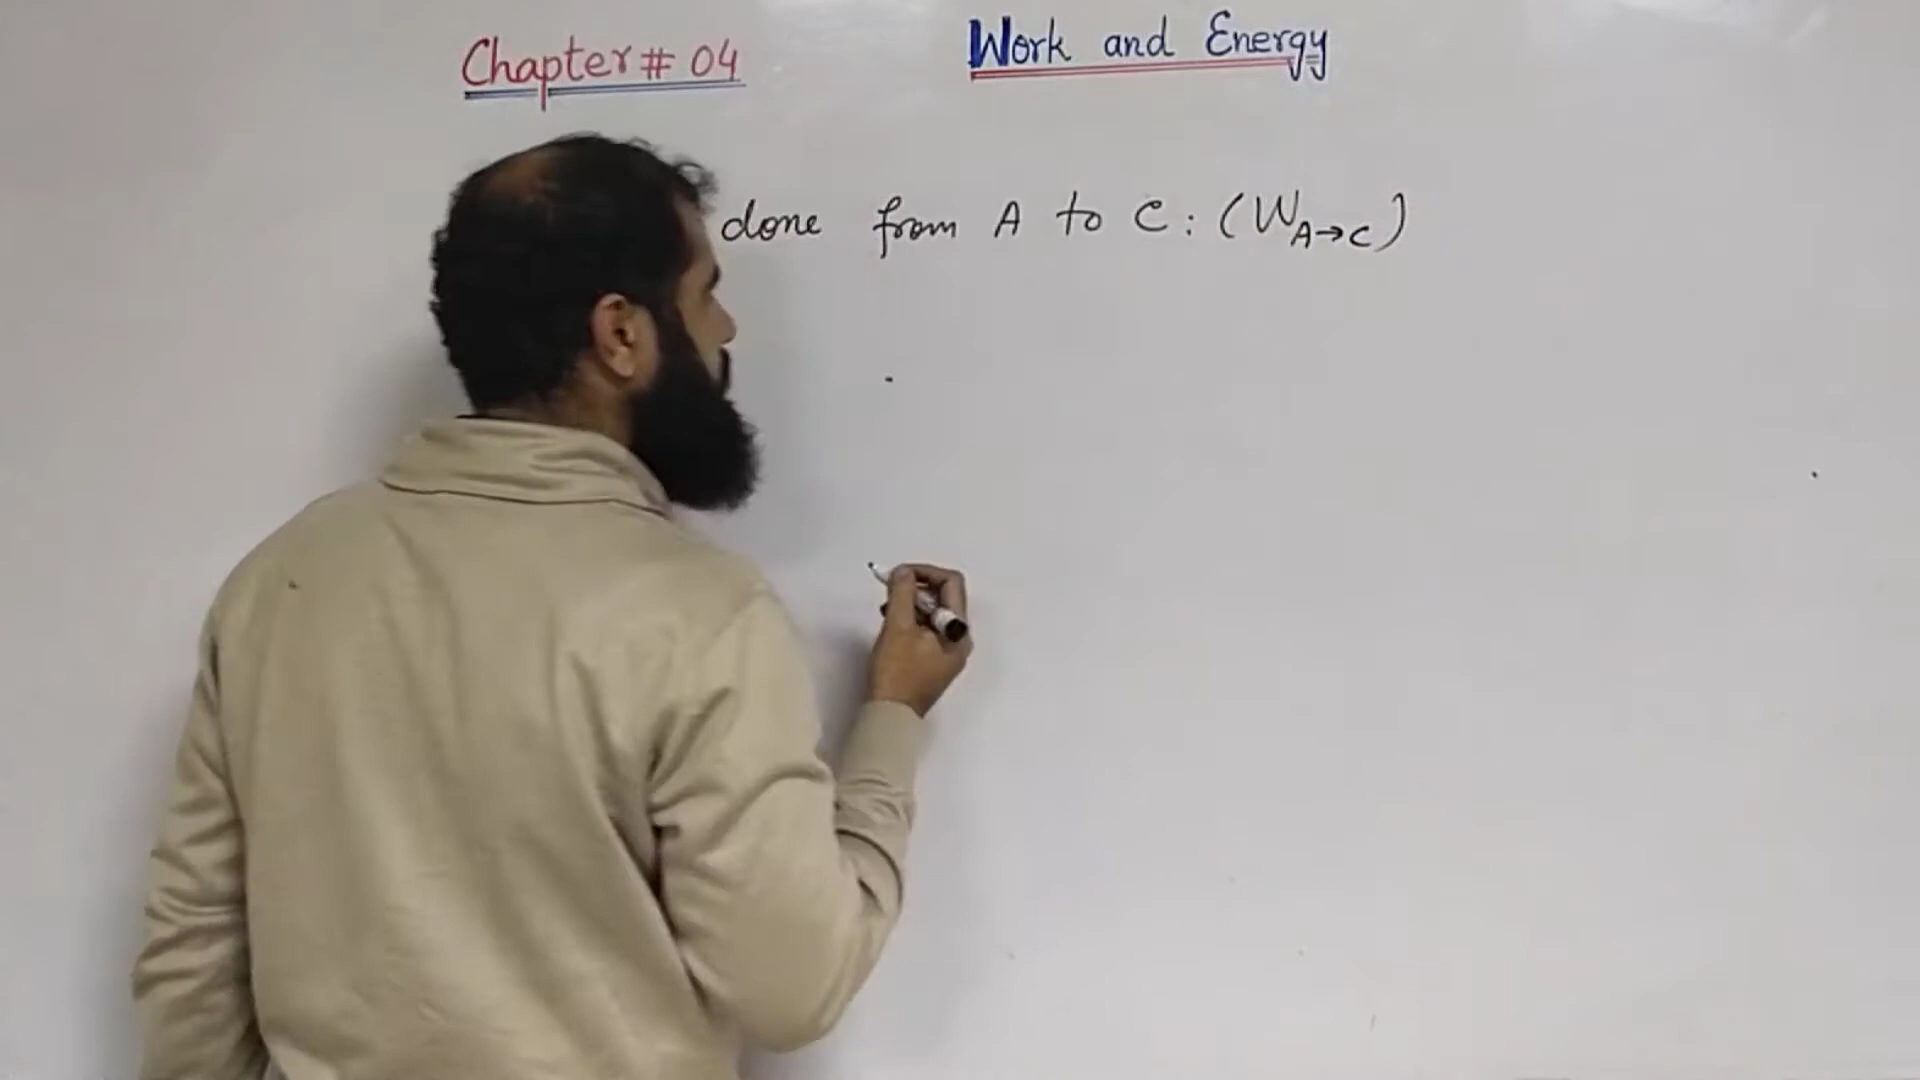 Chapter # 04 Work and Energy
done from A to C : (W A→C)